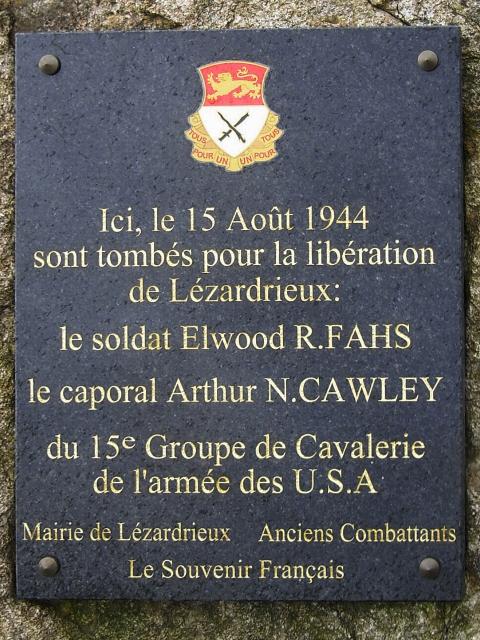 TOUS POUR UN UN POUR TOUS
Ici, le 15 Août 1944
sont tombés pour la libération
de Lézardrieux:
le soldat Elwood R.FAHS
le caporal Arthur N.CAWLEY
du 15e Groupe de Cavalerie
de l'armée des U.S.A
Mairie de Lézardrieux Anciens Combattants
Le Souvenir Français